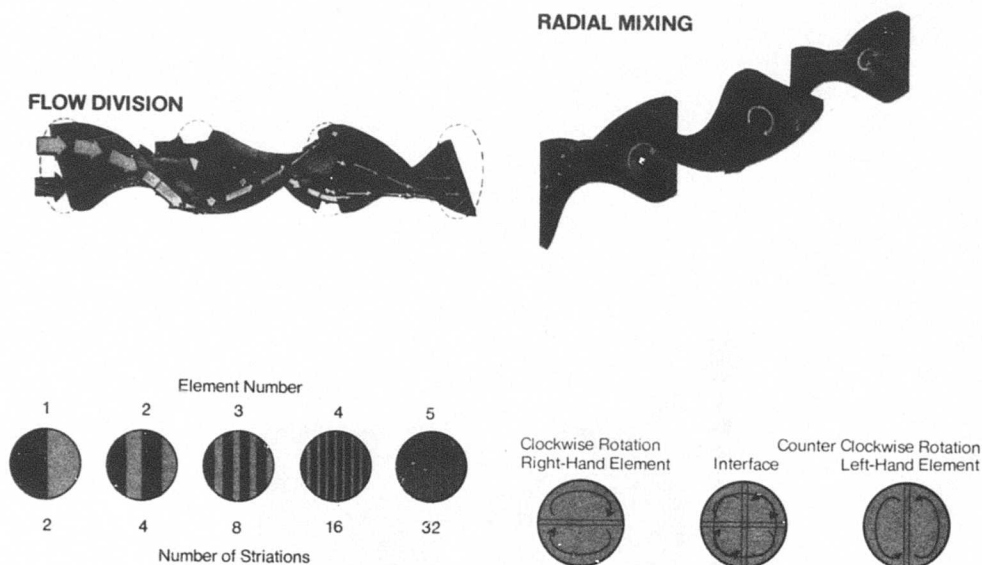 RADIAL MIXING
FLOW DIVISION
Element Number
1 2 3 4 5
2 4 8 16 32
Number of Striations
Clockwise Rotation
Right-Hand Element
Interface
Counter Clockwise Rotation
Left-Hand Element